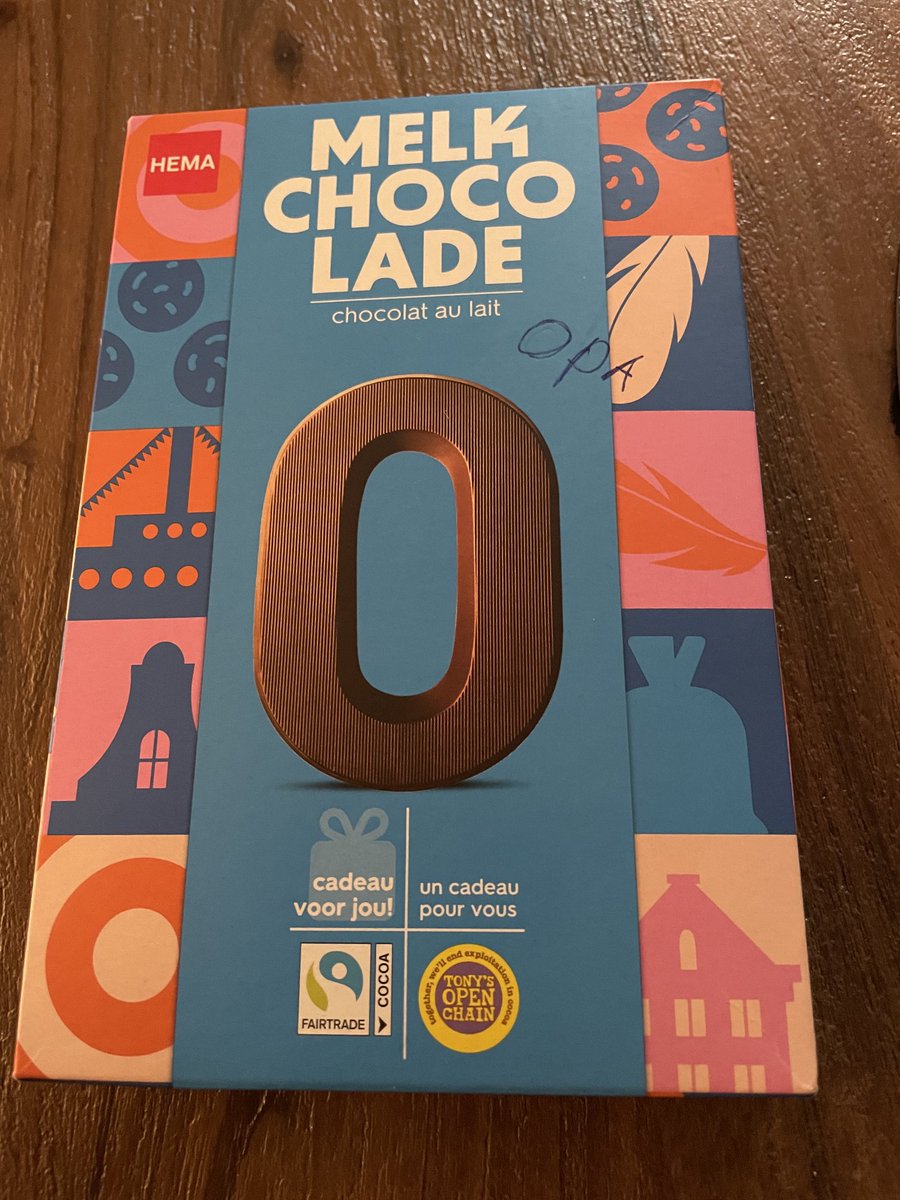 HEMA
MELK
CHOCO
LADE
chocolat au lait
OPA
O
cadeau
voor jou!
un cadeau
pour vous
FAIRTRADE
COCOA
together, we'll end exploitation in cocoa
TONY'S
OPEN
CHAIN